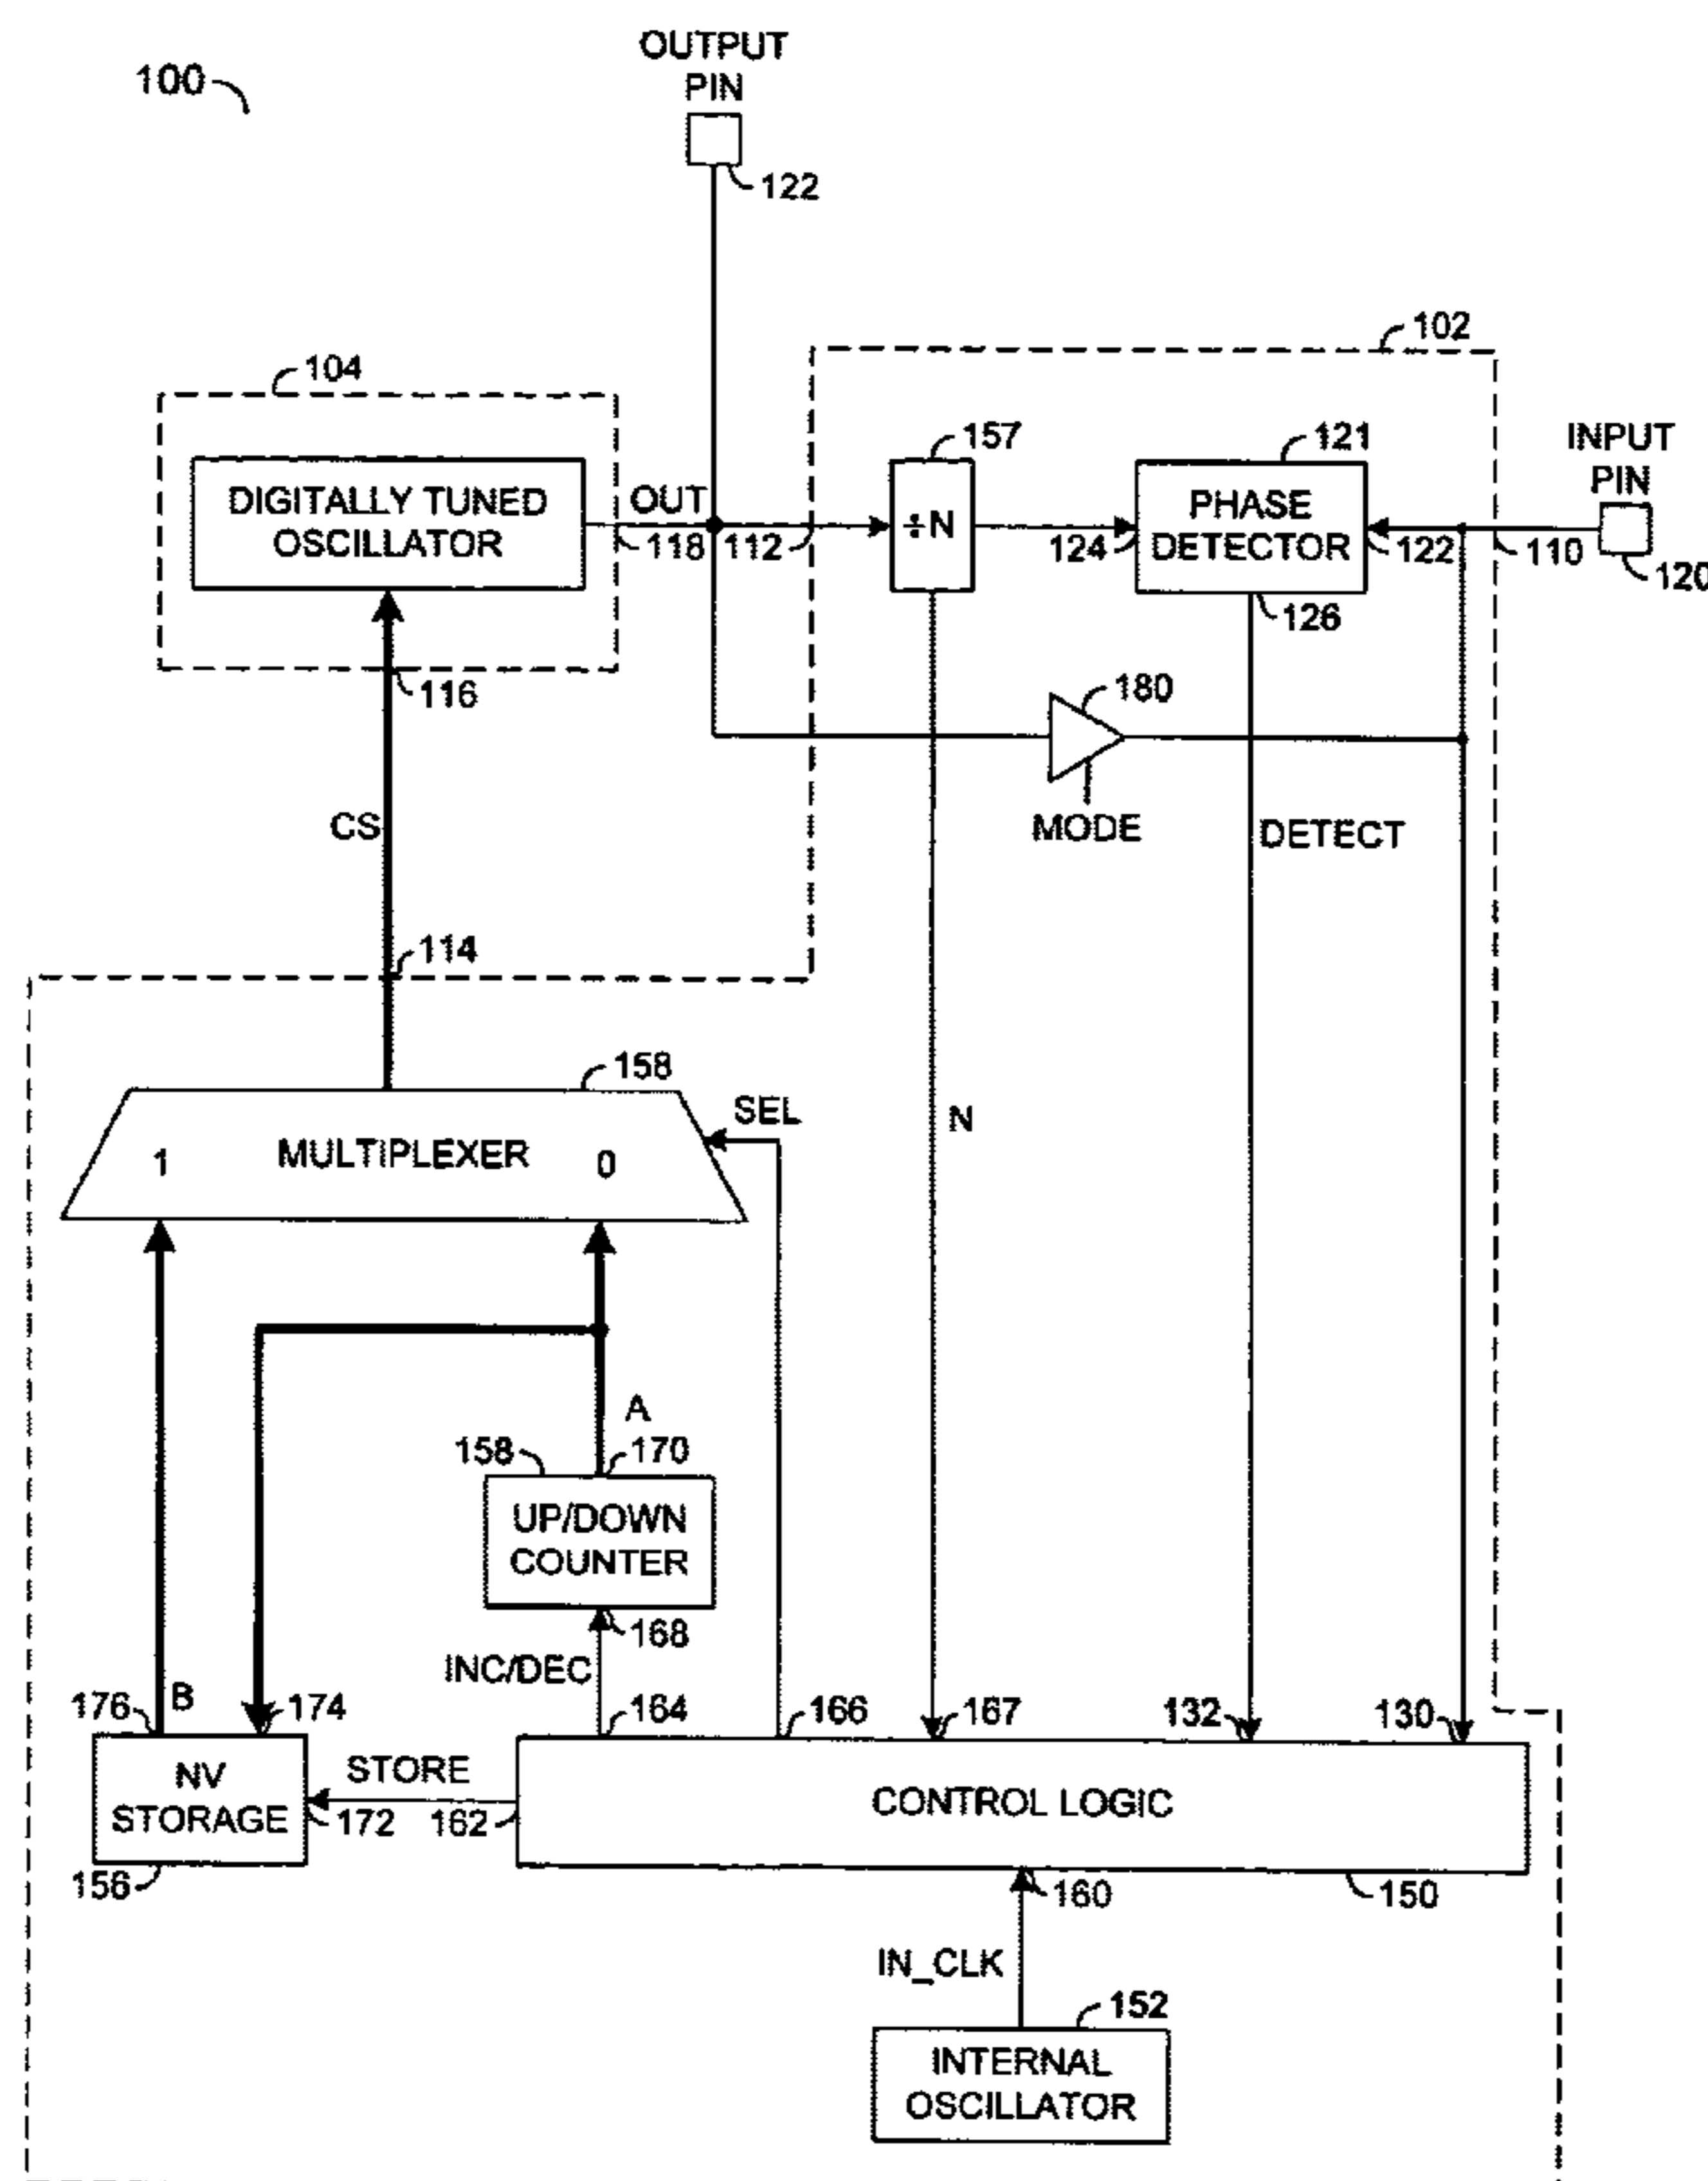 100
OUTPUT
PIN
122
102
104
157
121
INPUT
PIN
DIGITALLY TUNED
OSCILLATOR
OUT
118
112
÷N
124
PHASE
DETECTOR
122
110
120
126
116
180
CS
MODE
DETECT
114
158
SEL
N
1
MULTIPLEXER
0
A
158
170
UP/DOWN
COUNTER
168
INC/DEC
176
B
174
164
166
167
132
130
NV
STORAGE
STORE
172
162
CONTROL LOGIC
156
160
150
IN_CLK
152
INTERNAL
OSCILLATOR